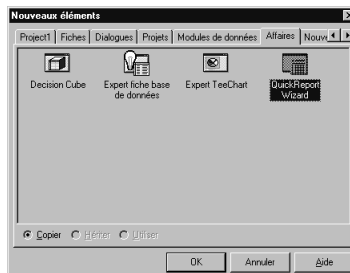 Nouveaux éléments
Project1 Fiches Dialogues Projets Modules de données Affaires Nouv
Decision Cube Expert fiche base de données Expert TeeChart QuickReport Wizard
Copier Hériter Utiliser
OK Annuler Aide